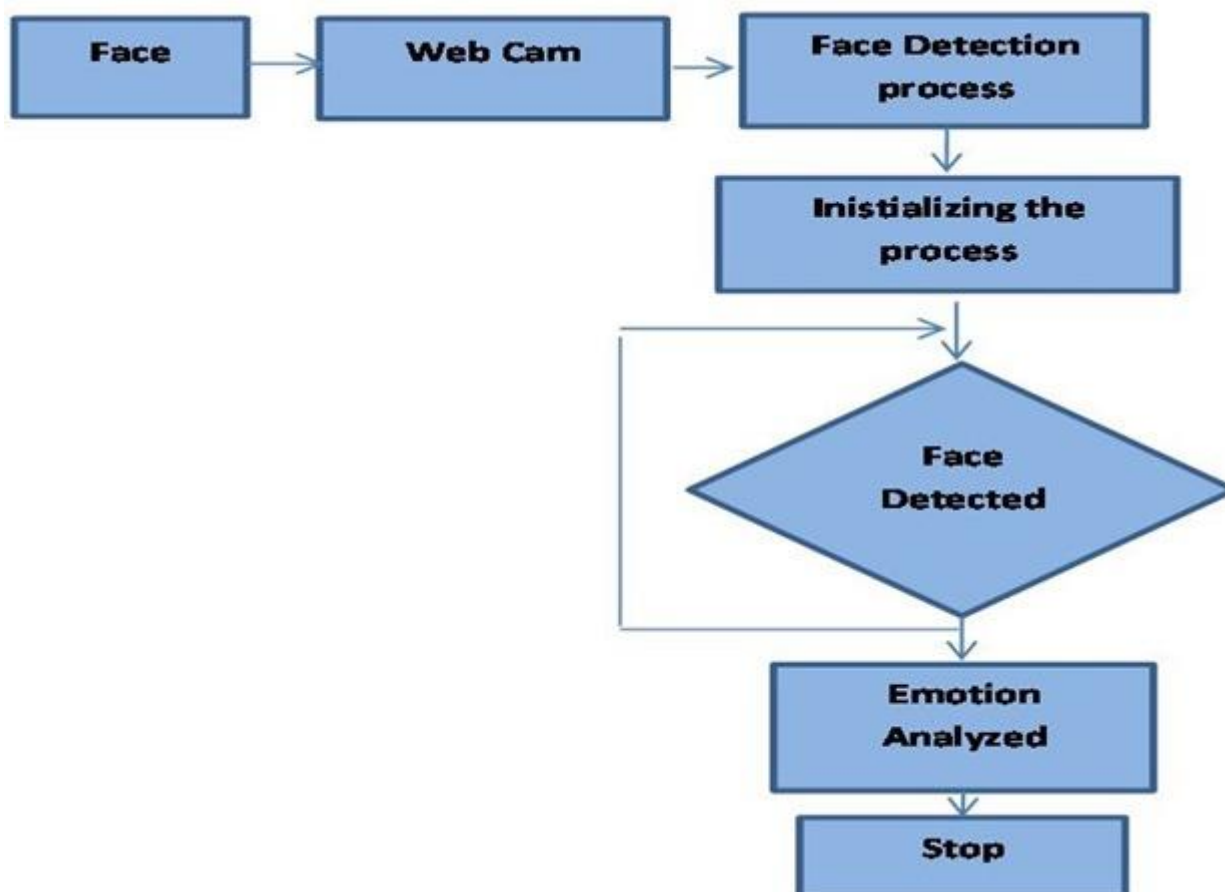 Face
Web Cam
Face Detection
process
Inistializing the
process
Face
Detected
Emotion
Analyzed
Stop